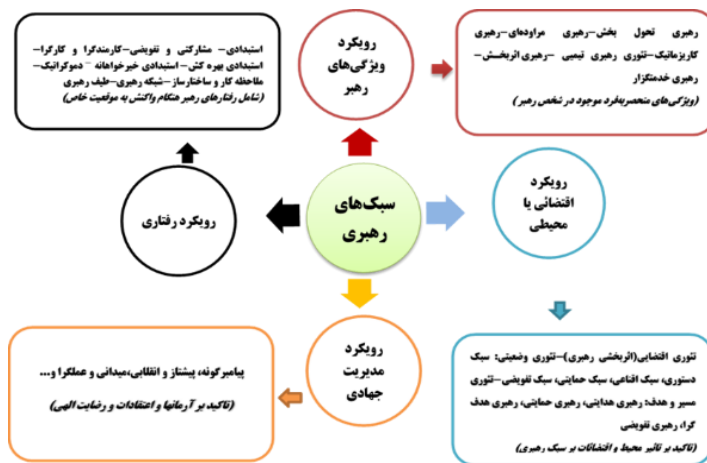 سبک‌های
رهبری
رویکرد
ویژگی‌های
رهبر
رهبری تحول بخش-رهبری مراوده‌ای-رهبری
کاریزماتیک-تئوری رهبری تیمیی -رهبری اثربخش-
رهبری خدمتگزار
(ویژگی‌های منحصربه‌فرد موجود در شخص رهبر)
رویکرد
اقتضائی یا
محیطی
تئوری اقتضایی(اثربخشی رهبری)-تئوری وضعیتی: سبک
دستوری، سبک اقناعی، سبک حمایتی، سبک تفویضی-تئوری
مسیر و هدف: رهبری هدایتی، رهبری حمایتی، رهبری هدف
گرا، رهبری تفویضی
(تاکید بر تاثیر محیط و اقتضائات بر سبک رهبری)
رویکرد
مدیریت
جهادی
پیامبرگونه، پیشتاز و انقلابی،میدانی و عملگرا و...
(تاکید بر آرمانها و اعتقادات و رضایت الهی)
رویکرد رفتاری
استبدادی- مشارکتی و تفویضی-کارمندگرا و کارگرا-
استبدادی بهره کش- استبدادی خیرخواهانه -دموکراتیک-
ملاحظه کار و ساختارساز-شبکه رهبری-طیف رهبری
(شامل رفتارهای رهبر هنگام واکنش به موقعیت خاص)